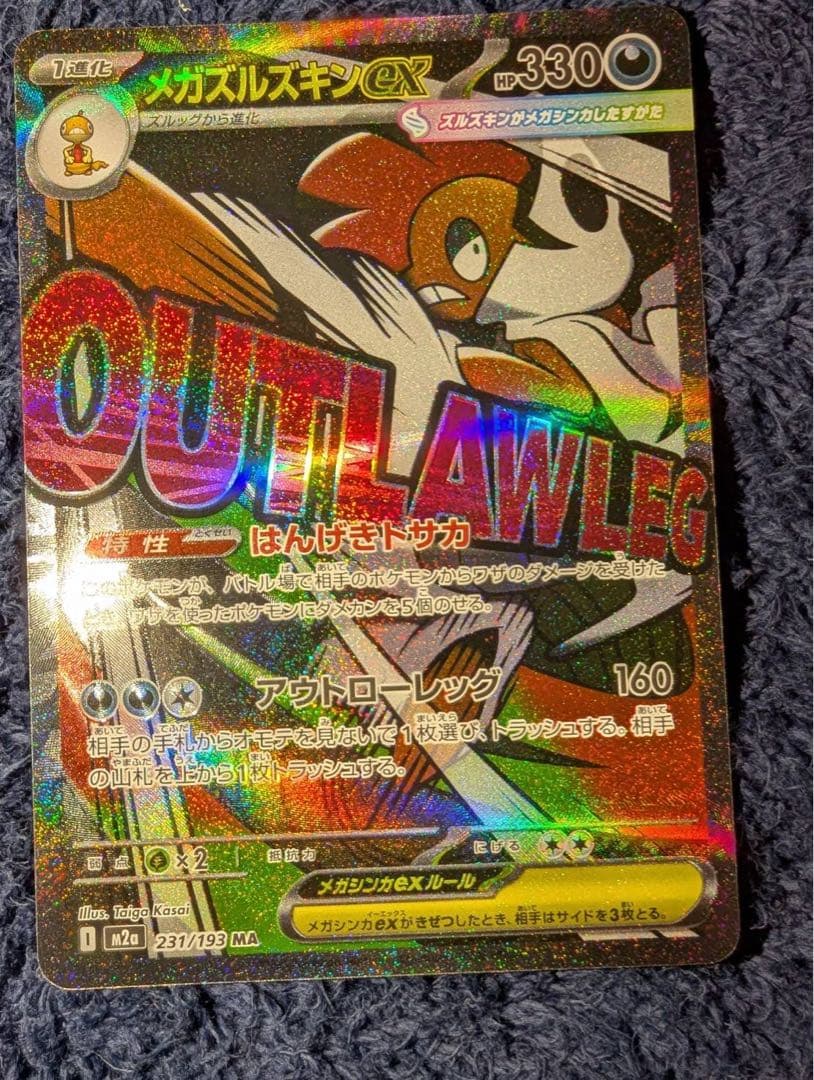 1進化
メガズルズキンex
HP330
ズルッグから進化
ズルズキンがメガシンカしたすがた
OUTLAW LEG
特性
とくせい
はんげきトサカ
このポケモンが、バトル場で相手のポケモンからワザのダメージを受けた
とき、ワザを使ったポケモンにダメカンを5個のせる。
アウトローレッグ 160
相手の手札からオモテを見ないで1枚選び、トラッシュする。相手
の山札を上から1枚トラッシュする。
弱点 ×2 抵抗力 にげる
メガシンカexルール
メガシンカexがきぜつしたとき、相手はサイドを3枚とる。
Illus. Taiga Kasai
I m2a 231/193 MA